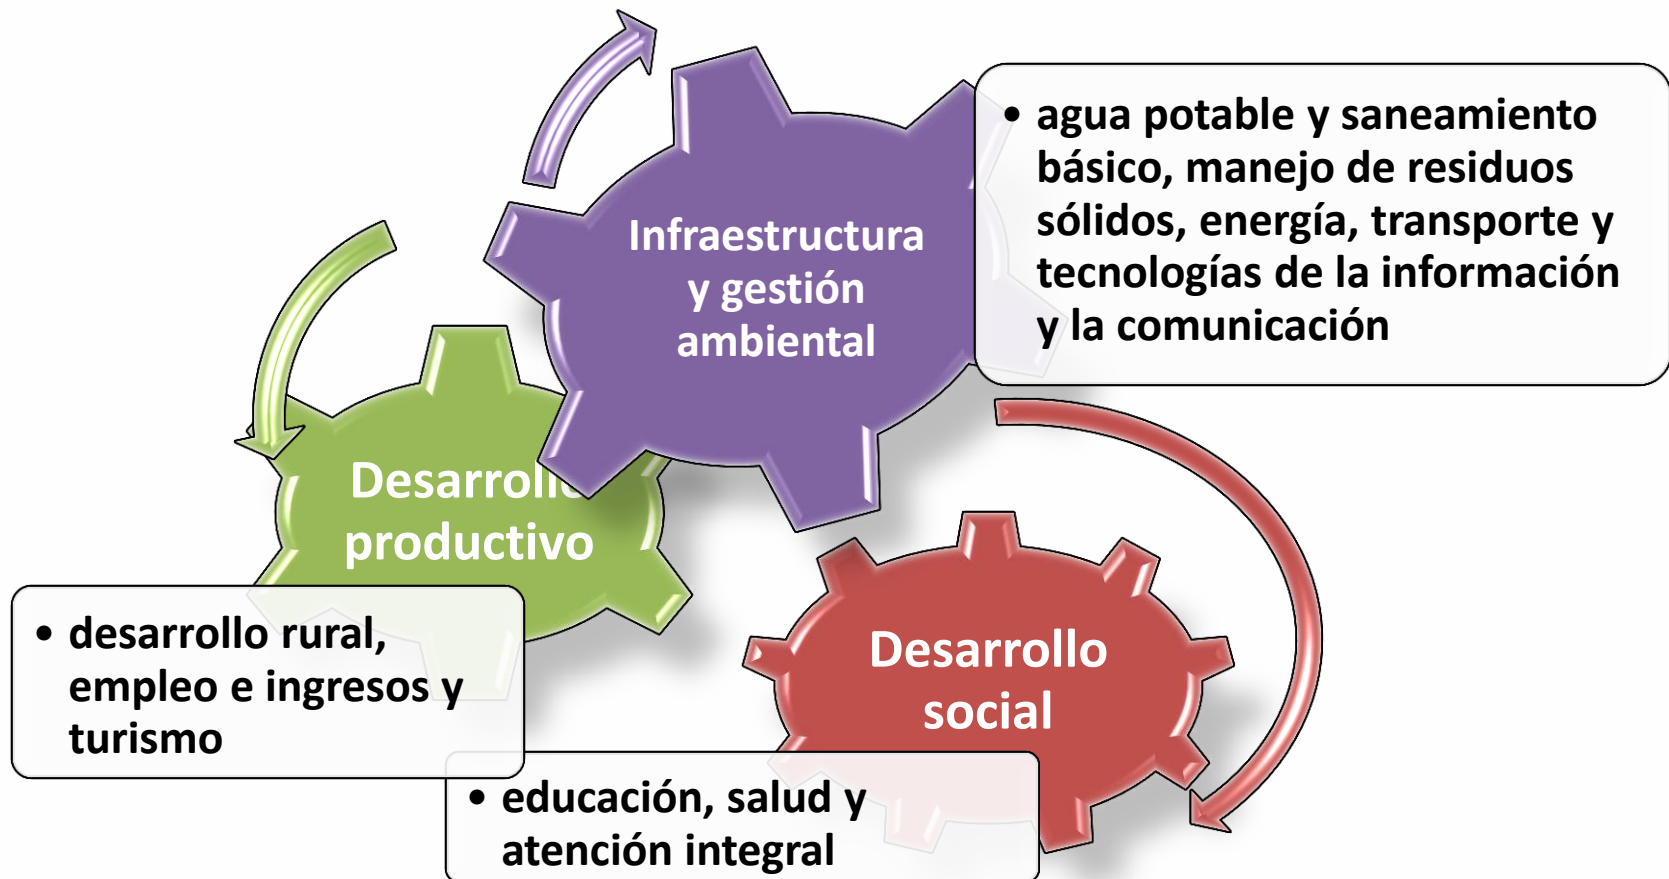 Infraestructura
y gestión
ambiental
• agua potable y saneamiento
básico, manejo de residuos
sólidos, energía, transporte y
tecnologías de la información
y la comunicación
Desarrollo
productivo
• desarrollo rural,
empleo e ingresos y
turismo
Desarrollo
social
• educación, salud y
atención integral